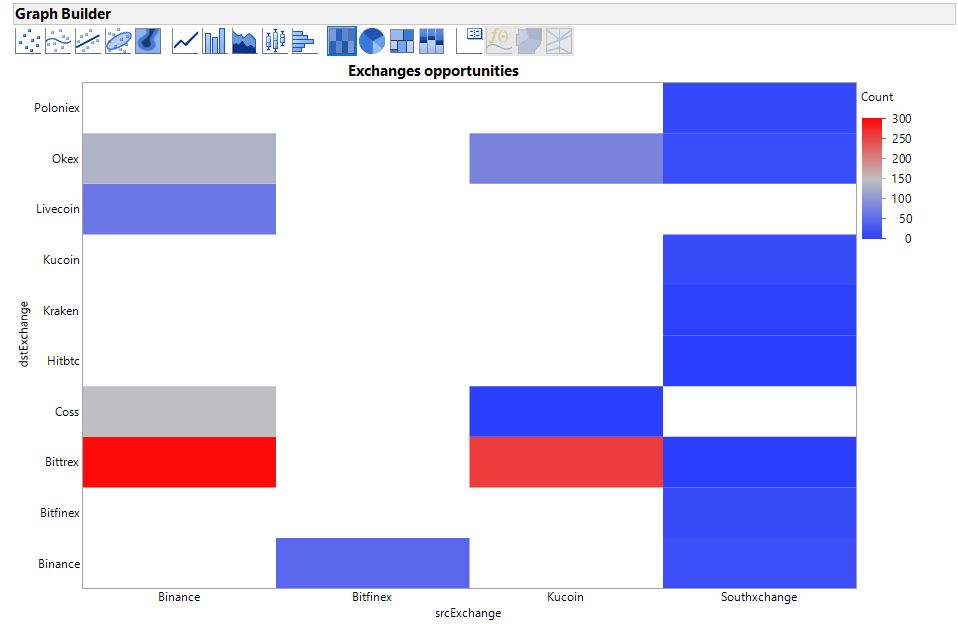 Graph Builder
f(x)
Exchanges opportunities
Poloniex
Okex
Livecoin
Kucoin
Kraken
Hitbtc
Coss
Bittrex
Bitfinex
Binance
dstExchange
Binance Bitfinex Kucoin Southxchange
srcExchange
Count
300
250
200
150
100
50
0